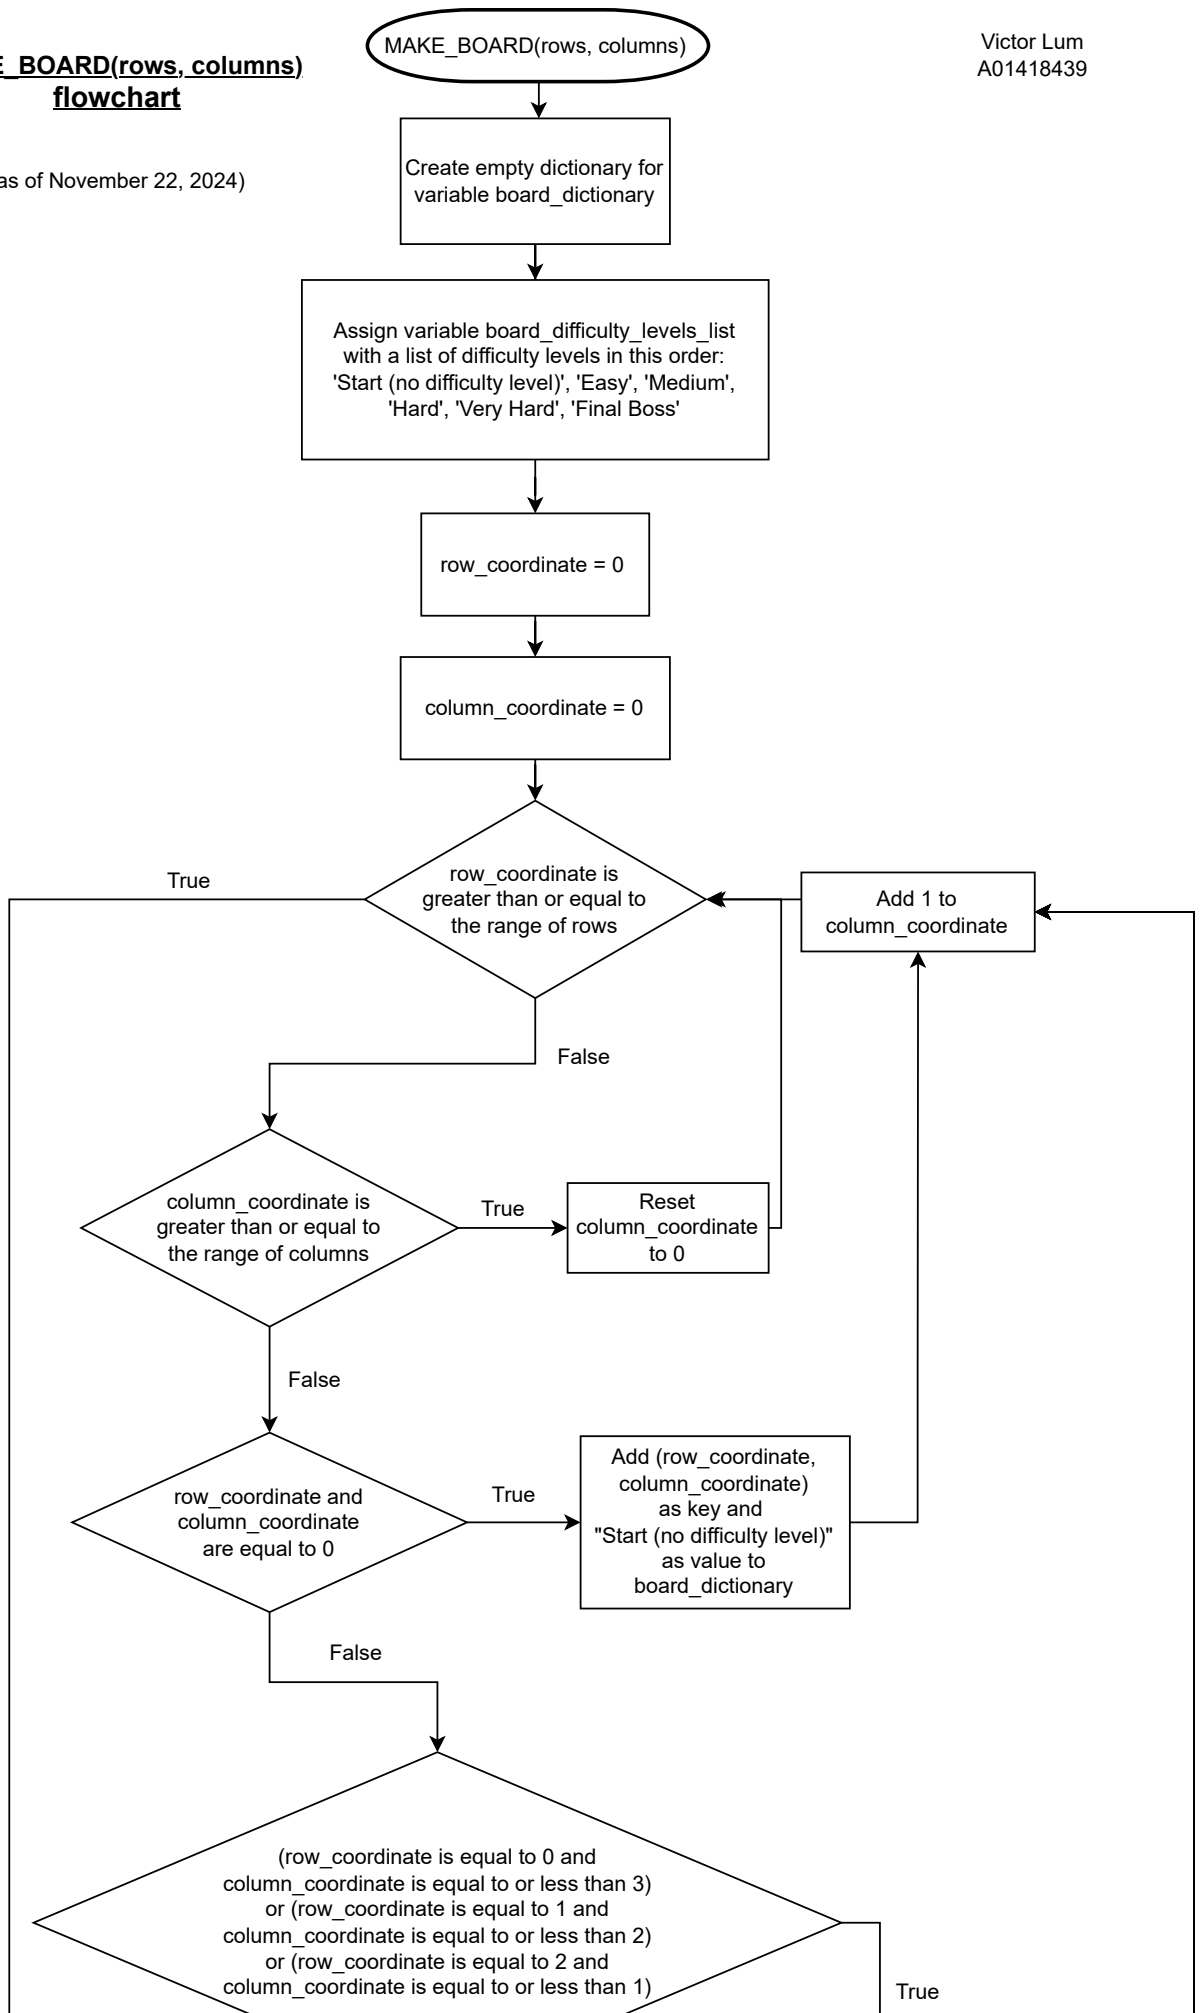 MAKE_BOARD(rows, columns)
Victor Lum
A01418439
E_BOARD(rows, columns)
flowchart
as of November 22, 2024)
Create empty dictionary for
variable board_dictionary
Assign variable board_difficulty_levels_list
with a list of difficulty levels in this order:
'Start (no difficulty level)', 'Easy', 'Medium',
'Hard', 'Very Hard', 'Final Boss'
row_coordinate = 0
column_coordinate = 0
row_coordinate is
greater than or equal to
the range of rows
True
Add 1 to
column_coordinate
False
column_coordinate is
greater than or equal to
the range of columns
True
Reset
column_coordinate
to 0
False
row_coordinate and
column_coordinate
are equal to 0
True
Add (row_coordinate,
column_coordinate)
as key and
"Start (no difficulty level)"
as value to
board_dictionary
False
(row_coordinate is equal to 0 and
column_coordinate is equal to or less than 3)
or (row_coordinate is equal to 1 and
column_coordinate is equal to or less than 2)
or (row_coordinate is equal to 2 and
column_coordinate is equal to or less than 1)
True